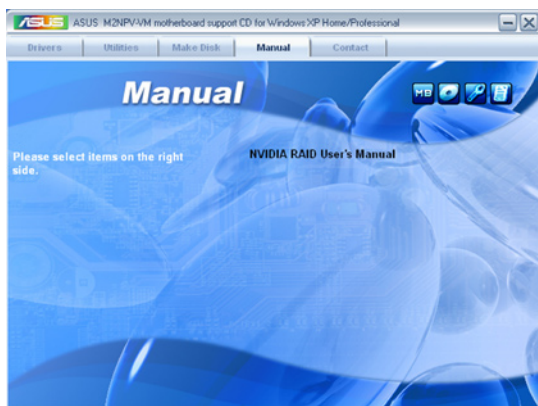 ASUS ASUS M2NPV-VM motherboard support CD for Windows XP Home/Professional
Drivers Utilities Make Disk Manual Contact
Manual
MB
Please select items on the right
side.
NVIDIA RAID User's Manual